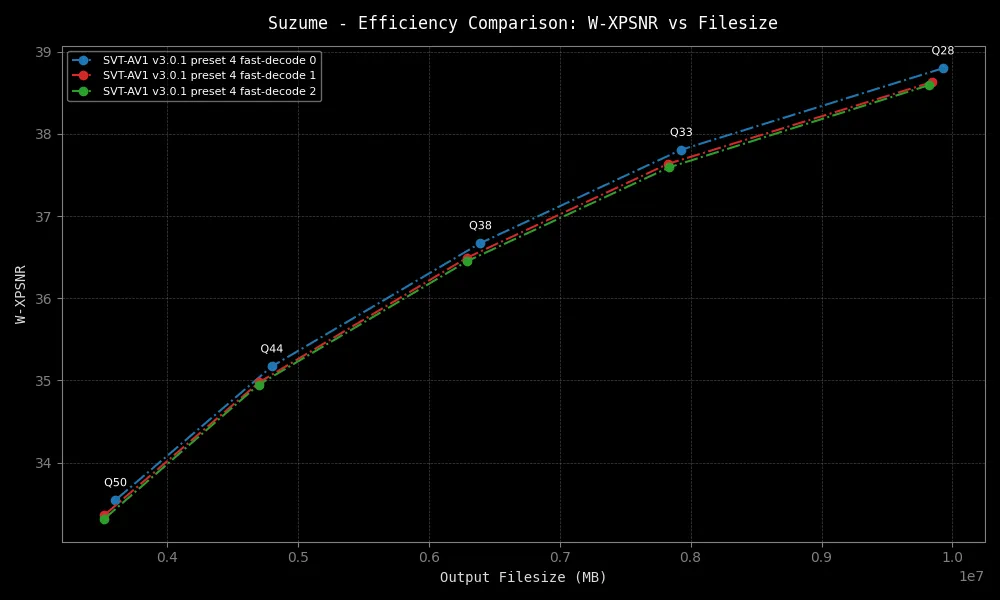 Suzume - Efficiency Comparison: W-XPSNR vs Filesize
SVT-AV1 v3.0.1 preset 4 fast-decode 0
SVT-AV1 v3.0.1 preset 4 fast-decode 1
SVT-AV1 v3.0.1 preset 4 fast-decode 2
Q28
Q33
Q38
Q44
Q50
39
38
37
36
35
34
W-XPSNR
0.4 0.5 0.6 0.7 0.8 0.9 1.0
1e7
Output Filesize (MB)